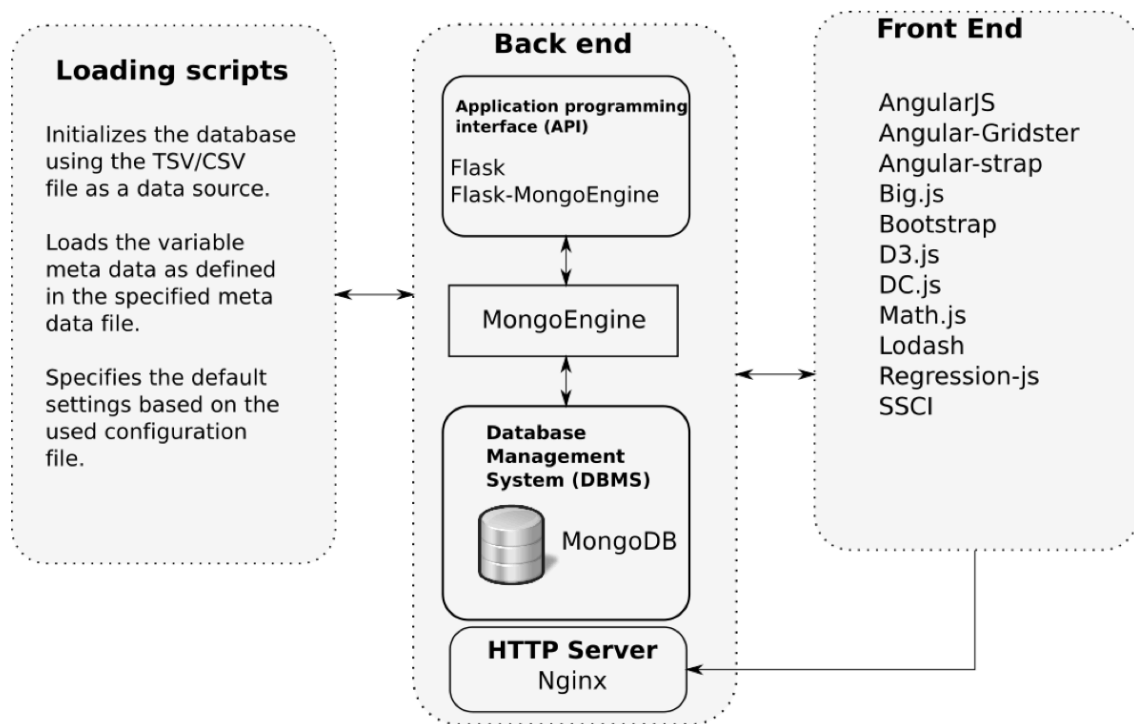 Loading scripts
Initializes the database
using the TSV/CSV
file as a data source.
Loads the variable
meta data as defined
in the specified meta
data file.
Specifies the default
settings based on the
used configuration
file.
Back end
Application programming
interface (API)
Flask
Flask-MongoEngine
MongoEngine
Database
Management
System (DBMS)
MongoDB
HTTP Server
Nginx
Front End
AngularJS
Angular-Gridster
Angular-strap
Big.js
Bootstrap
D3.js
DC.js
Math.js
Lodash
Regression-js
SSCI